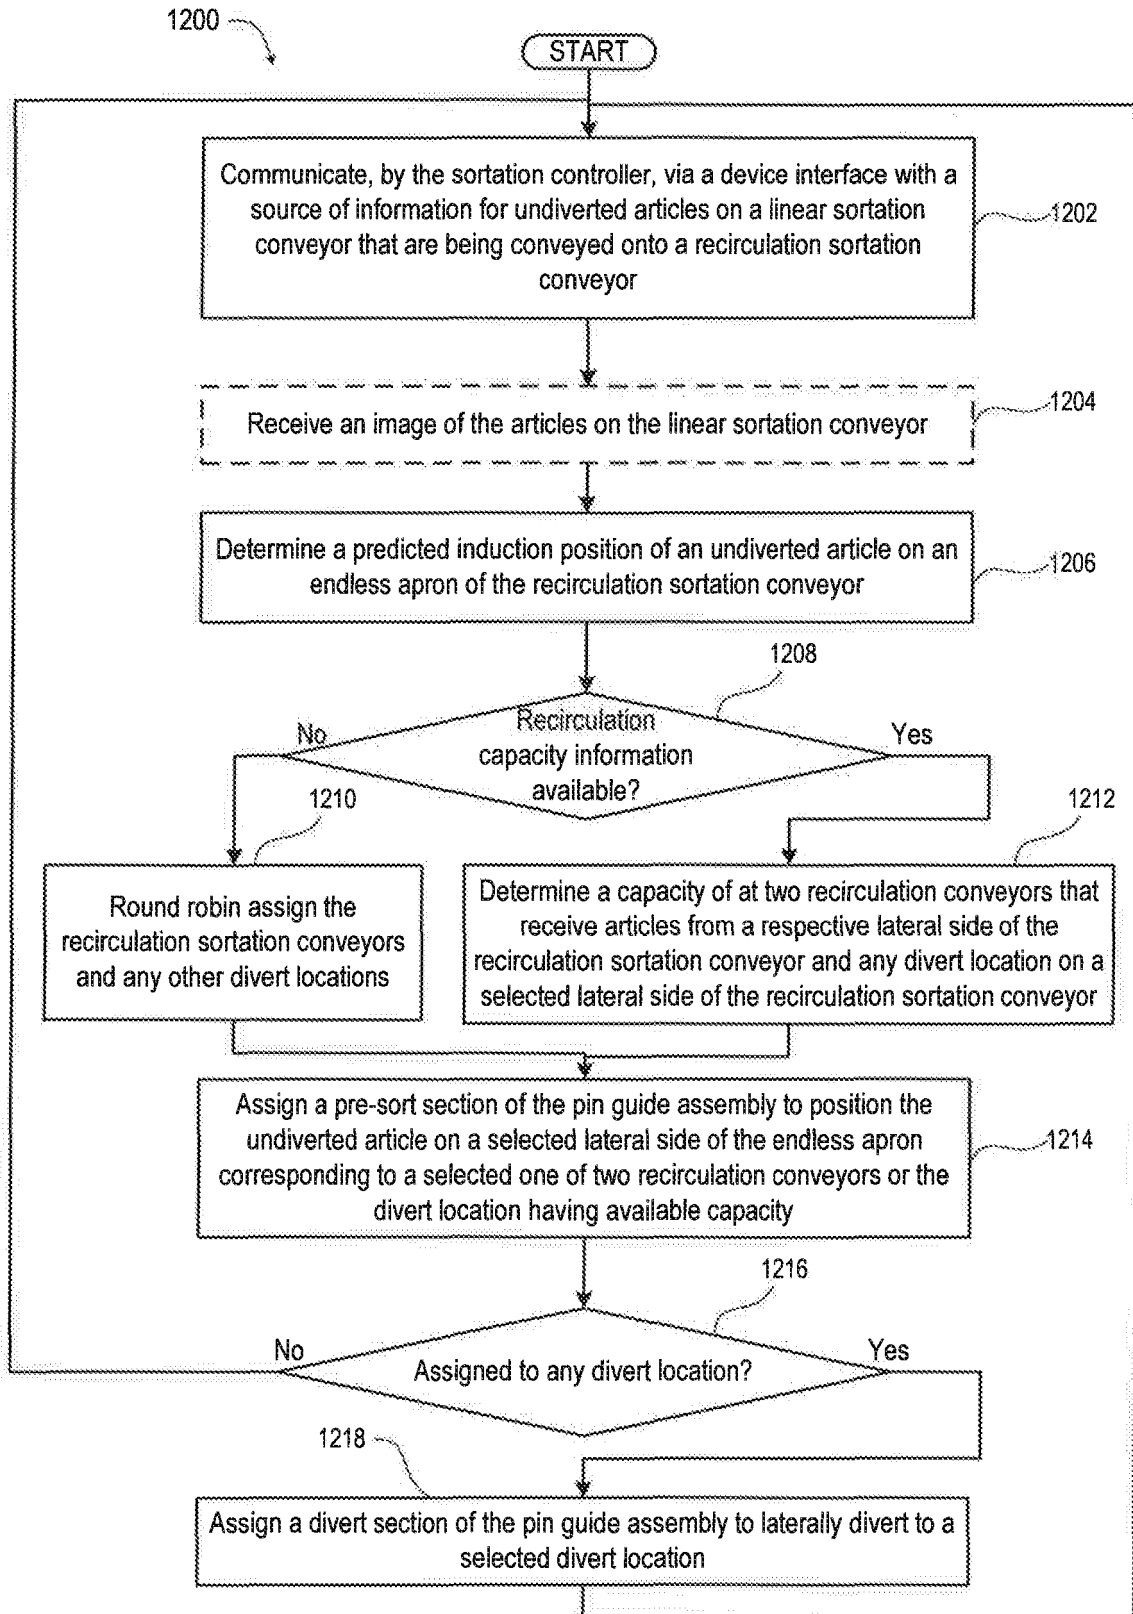 1200
START
Communicate, by the sortation controller, via a device interface with a
source of information for undiverted articles on a linear sortation
conveyor that are being conveyed onto a recirculation sortation
conveyor
1202
Receive an image of the articles on the linear sortation conveyor
1204
Determine a predicted induction position of an undiverted article on an
endless apron of the recirculation sortation conveyor
1206
1208
No
Recirculation
capacity information
available?
Yes
1210
1212
Round robin assign the
recirculation sortation conveyors
and any other divert locations
Determine a capacity of at two recirculation conveyors that
receive articles from a respective lateral side of the
recirculation sortation conveyor and any divert location on a
selected lateral side of the recirculation sortation conveyor
Assign a pre-sort section of the pin guide assembly to position the
undiverted article on a selected lateral side of the endless apron
corresponding to a selected one of two recirculation conveyors or the
divert location having available capacity
1214
1216
No
Assigned to any divert location?
Yes
1218
Assign a divert section of the pin guide assembly to laterally divert to a
selected divert location